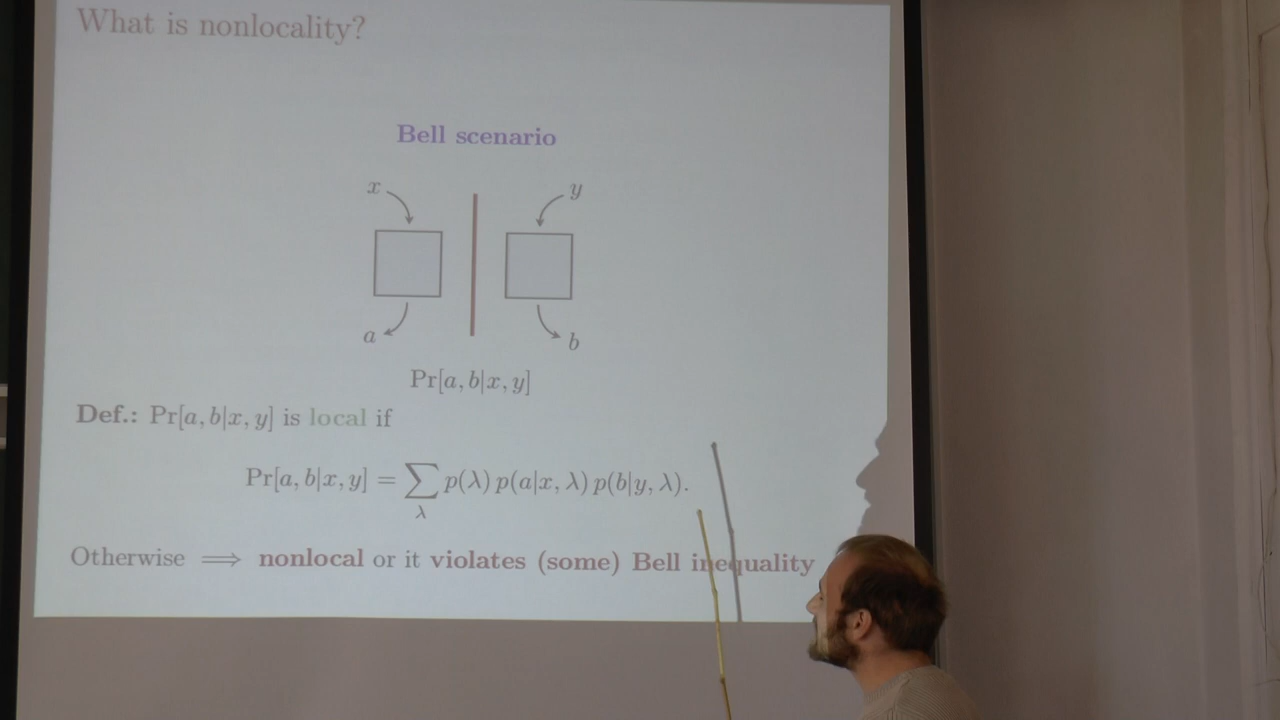 What is nonlocality?
Bell scenario
x y
a b
Pr[a, b|x, y]
Def.: Pr[a, b|x, y] is local if
Pr[a, b|x, y] = ∑_λ p(λ) p(a|x, λ) p(b|y, λ).
Otherwise ⟹ nonlocal or it violates (some) Bell inequality